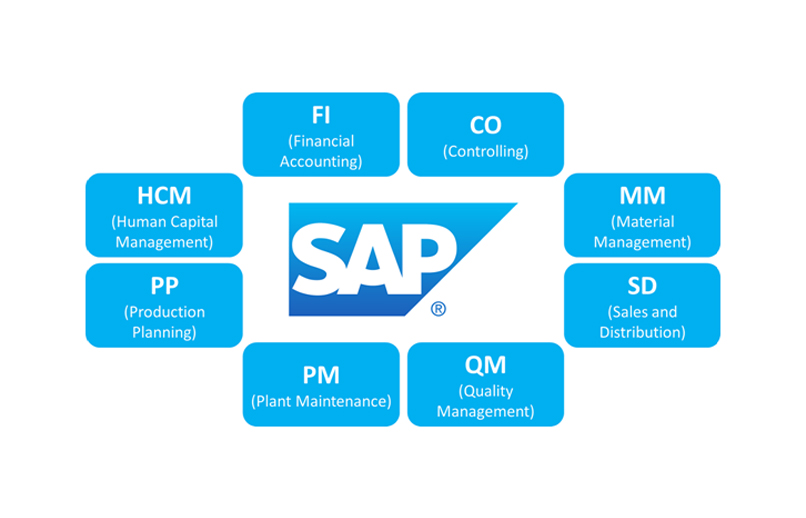 FI
(Financial
Accounting)
CO
(Controlling)
HCM
(Human Capital
Management)
MM
(Material
Management)
SAP
®
PP
(Production
Planning)
SD
(Sales and
Distribution)
PM
(Plant Maintenance)
QM
(Quality
Management)